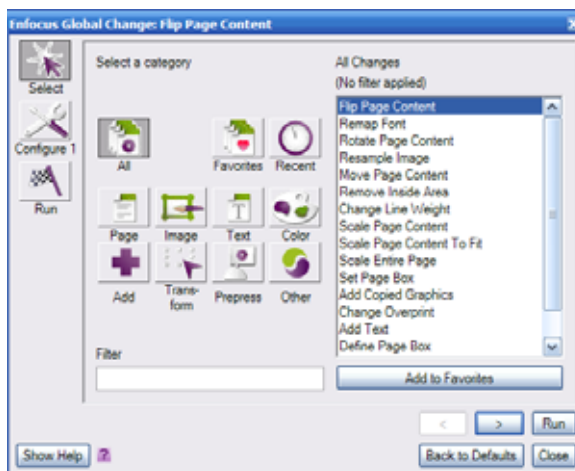 Enfocus Global Change: Flip Page Content
Select
Configure 1
Run
Select a category
All
Favorites
Recent
Page
Image
Text
Color
Add
Trans-
form
Prepress
Other
Filter
All Changes
(No filter applied)
Flip Page Content
Remap Font
Rotate Page Content
Resample Image
Move Page Content
Remove Inside Area
Change Line Weight
Scale Page Content
Scale Page Content To Fit
Scale Entire Page
Set Page Box
Add Copied Graphics
Change Overprint
Add Text
Define Page Box
Add to Favorites
<
>
Run
Show Help
?
Back to Defaults
Close